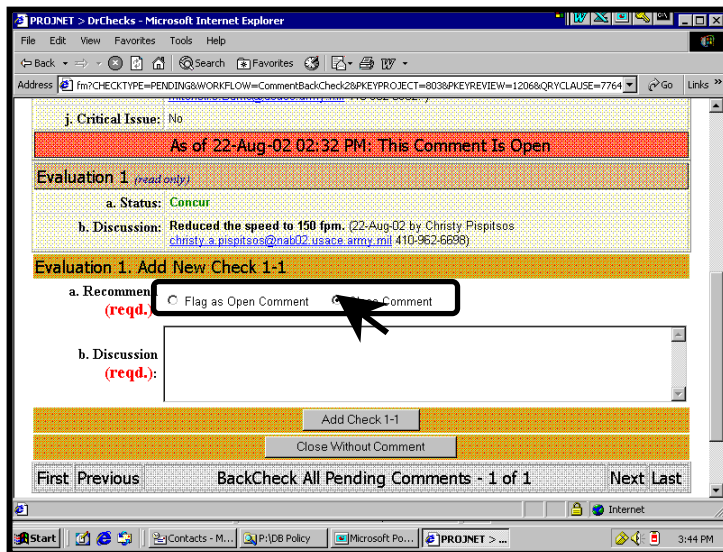 PROJNET > DrChecks - Microsoft Internet Explorer
File Edit View Favorites Tools Help
Back Search Favorites
Address fm?CHECKTYPE=PENDING&WORKFLOW=CommentBackCheck2&PKEYPROJECT=803&PKEYREVIEW=1206&QRYCLAUSE=7764 Go Links »
j. Critical Issue: No
As of 22-Aug-02 02:32 PM: This Comment Is Open
Evaluation 1 (read only)
a. Status: Concur
b. Discussion: Reduced the speed to 150 fpm. (22-Aug-02 by Christy Pispitsos
christy.a.pispitsos@nab02.usace.army.mil 410-962-6698)
Evaluation 1. Add New Check 1-1
a. Recommen
(reqd.) Flag as Open Comment Comment
b. Discussion
(reqd.):
Add Check 1-1
Close Without Comment
First Previous BackCheck All Pending Comments - 1 of 1 Next Last
Internet
Start Contacts - M... P:\DB Policy Microsoft Po... PROJNET > ... 3:44 PM